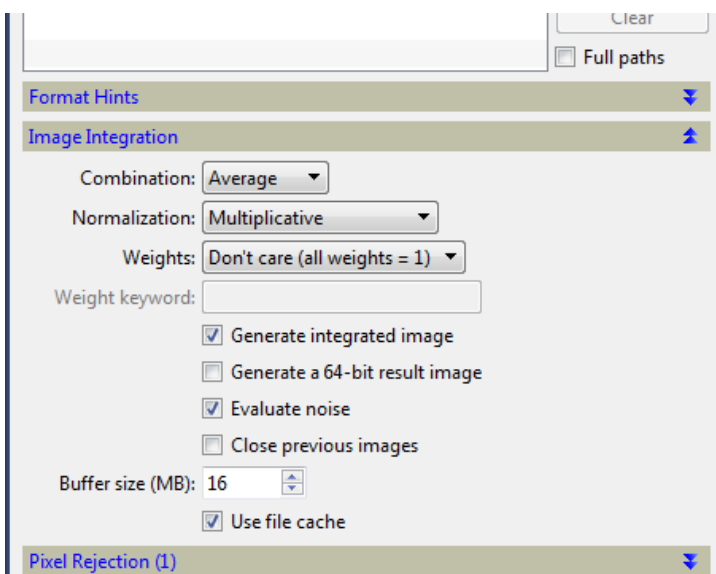 Clear
Full paths
Format Hints
Image Integration
Combination: Average
Normalization: Multiplicative
Weights: Don't care (all weights = 1)
Weight keyword:
Generate integrated image
Generate a 64-bit result image
Evaluate noise
Close previous images
Buffer size (MB): 16
Use file cache
Pixel Rejection (1)